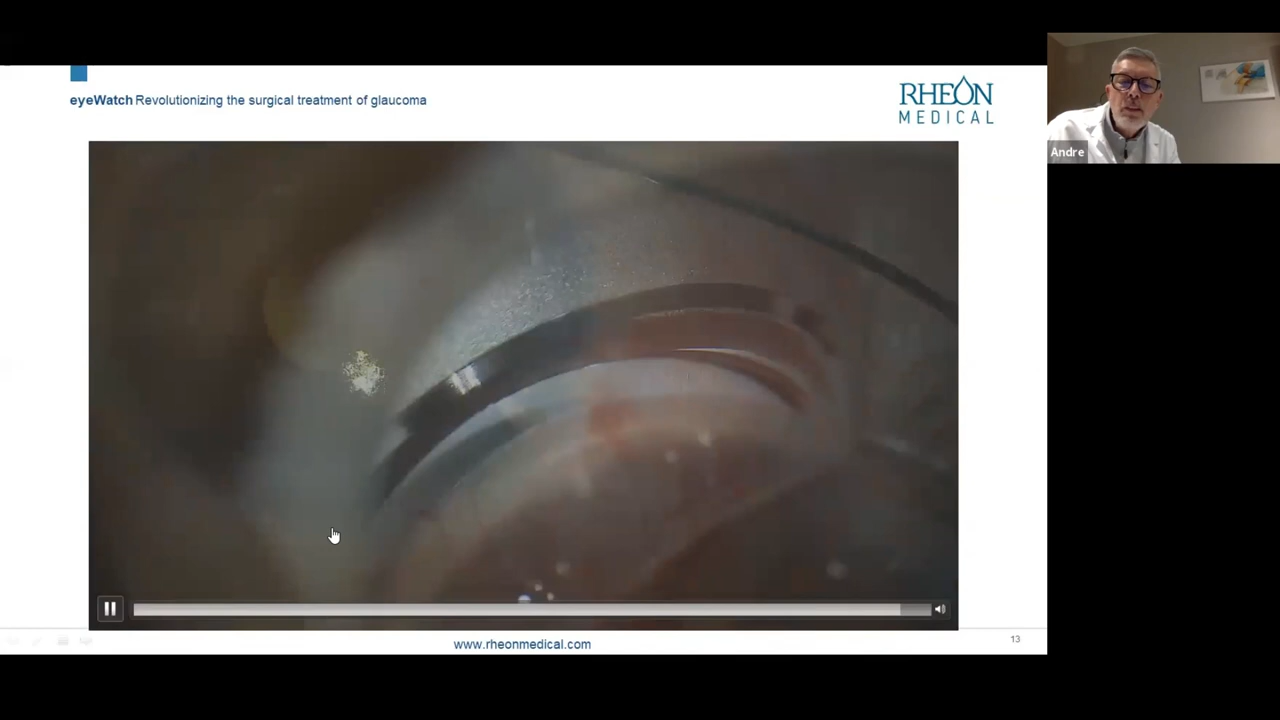 eyeWatch Revolutionizing the surgical treatment of glaucoma
RHEON
MEDICAL
Andre
www.rheonmedical.com
13